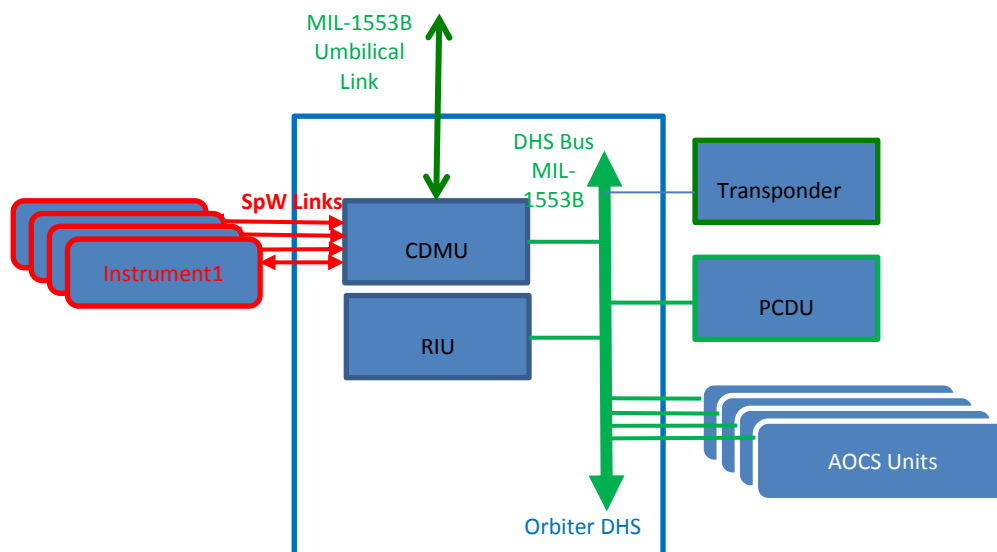 MIL-1553B
Umbilical
Link
DHS Bus
MIL-
1553B
Transponder
SpW Links
CDMU
Instrument1
PCDU
RIU
AOCS Units
Orbiter DHS